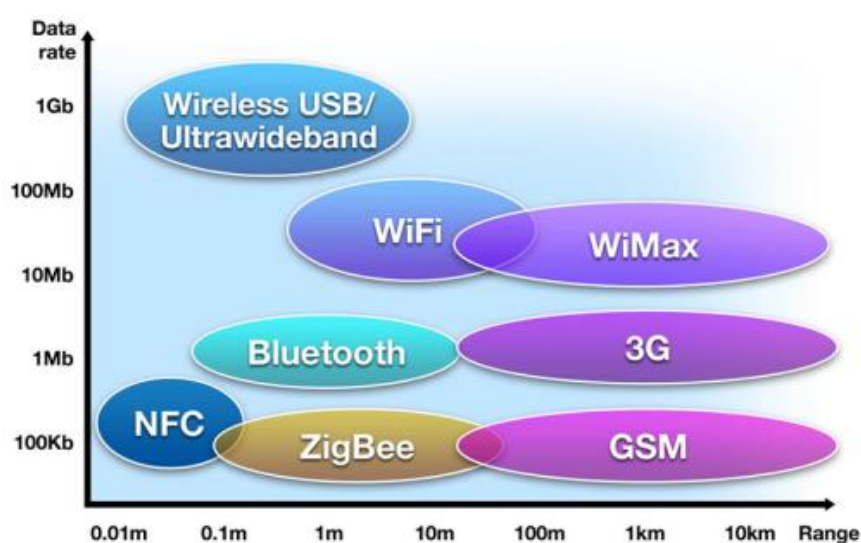 Data
rate
1Gb
100Mb
10Mb
1Mb
100Kb
Wireless USB/
Ultrawideband
WiFi
WiMax
Bluetooth
3G
NFC
ZigBee
GSM
0.01m 0.1m 1m 10m 100m 1km 10km Range